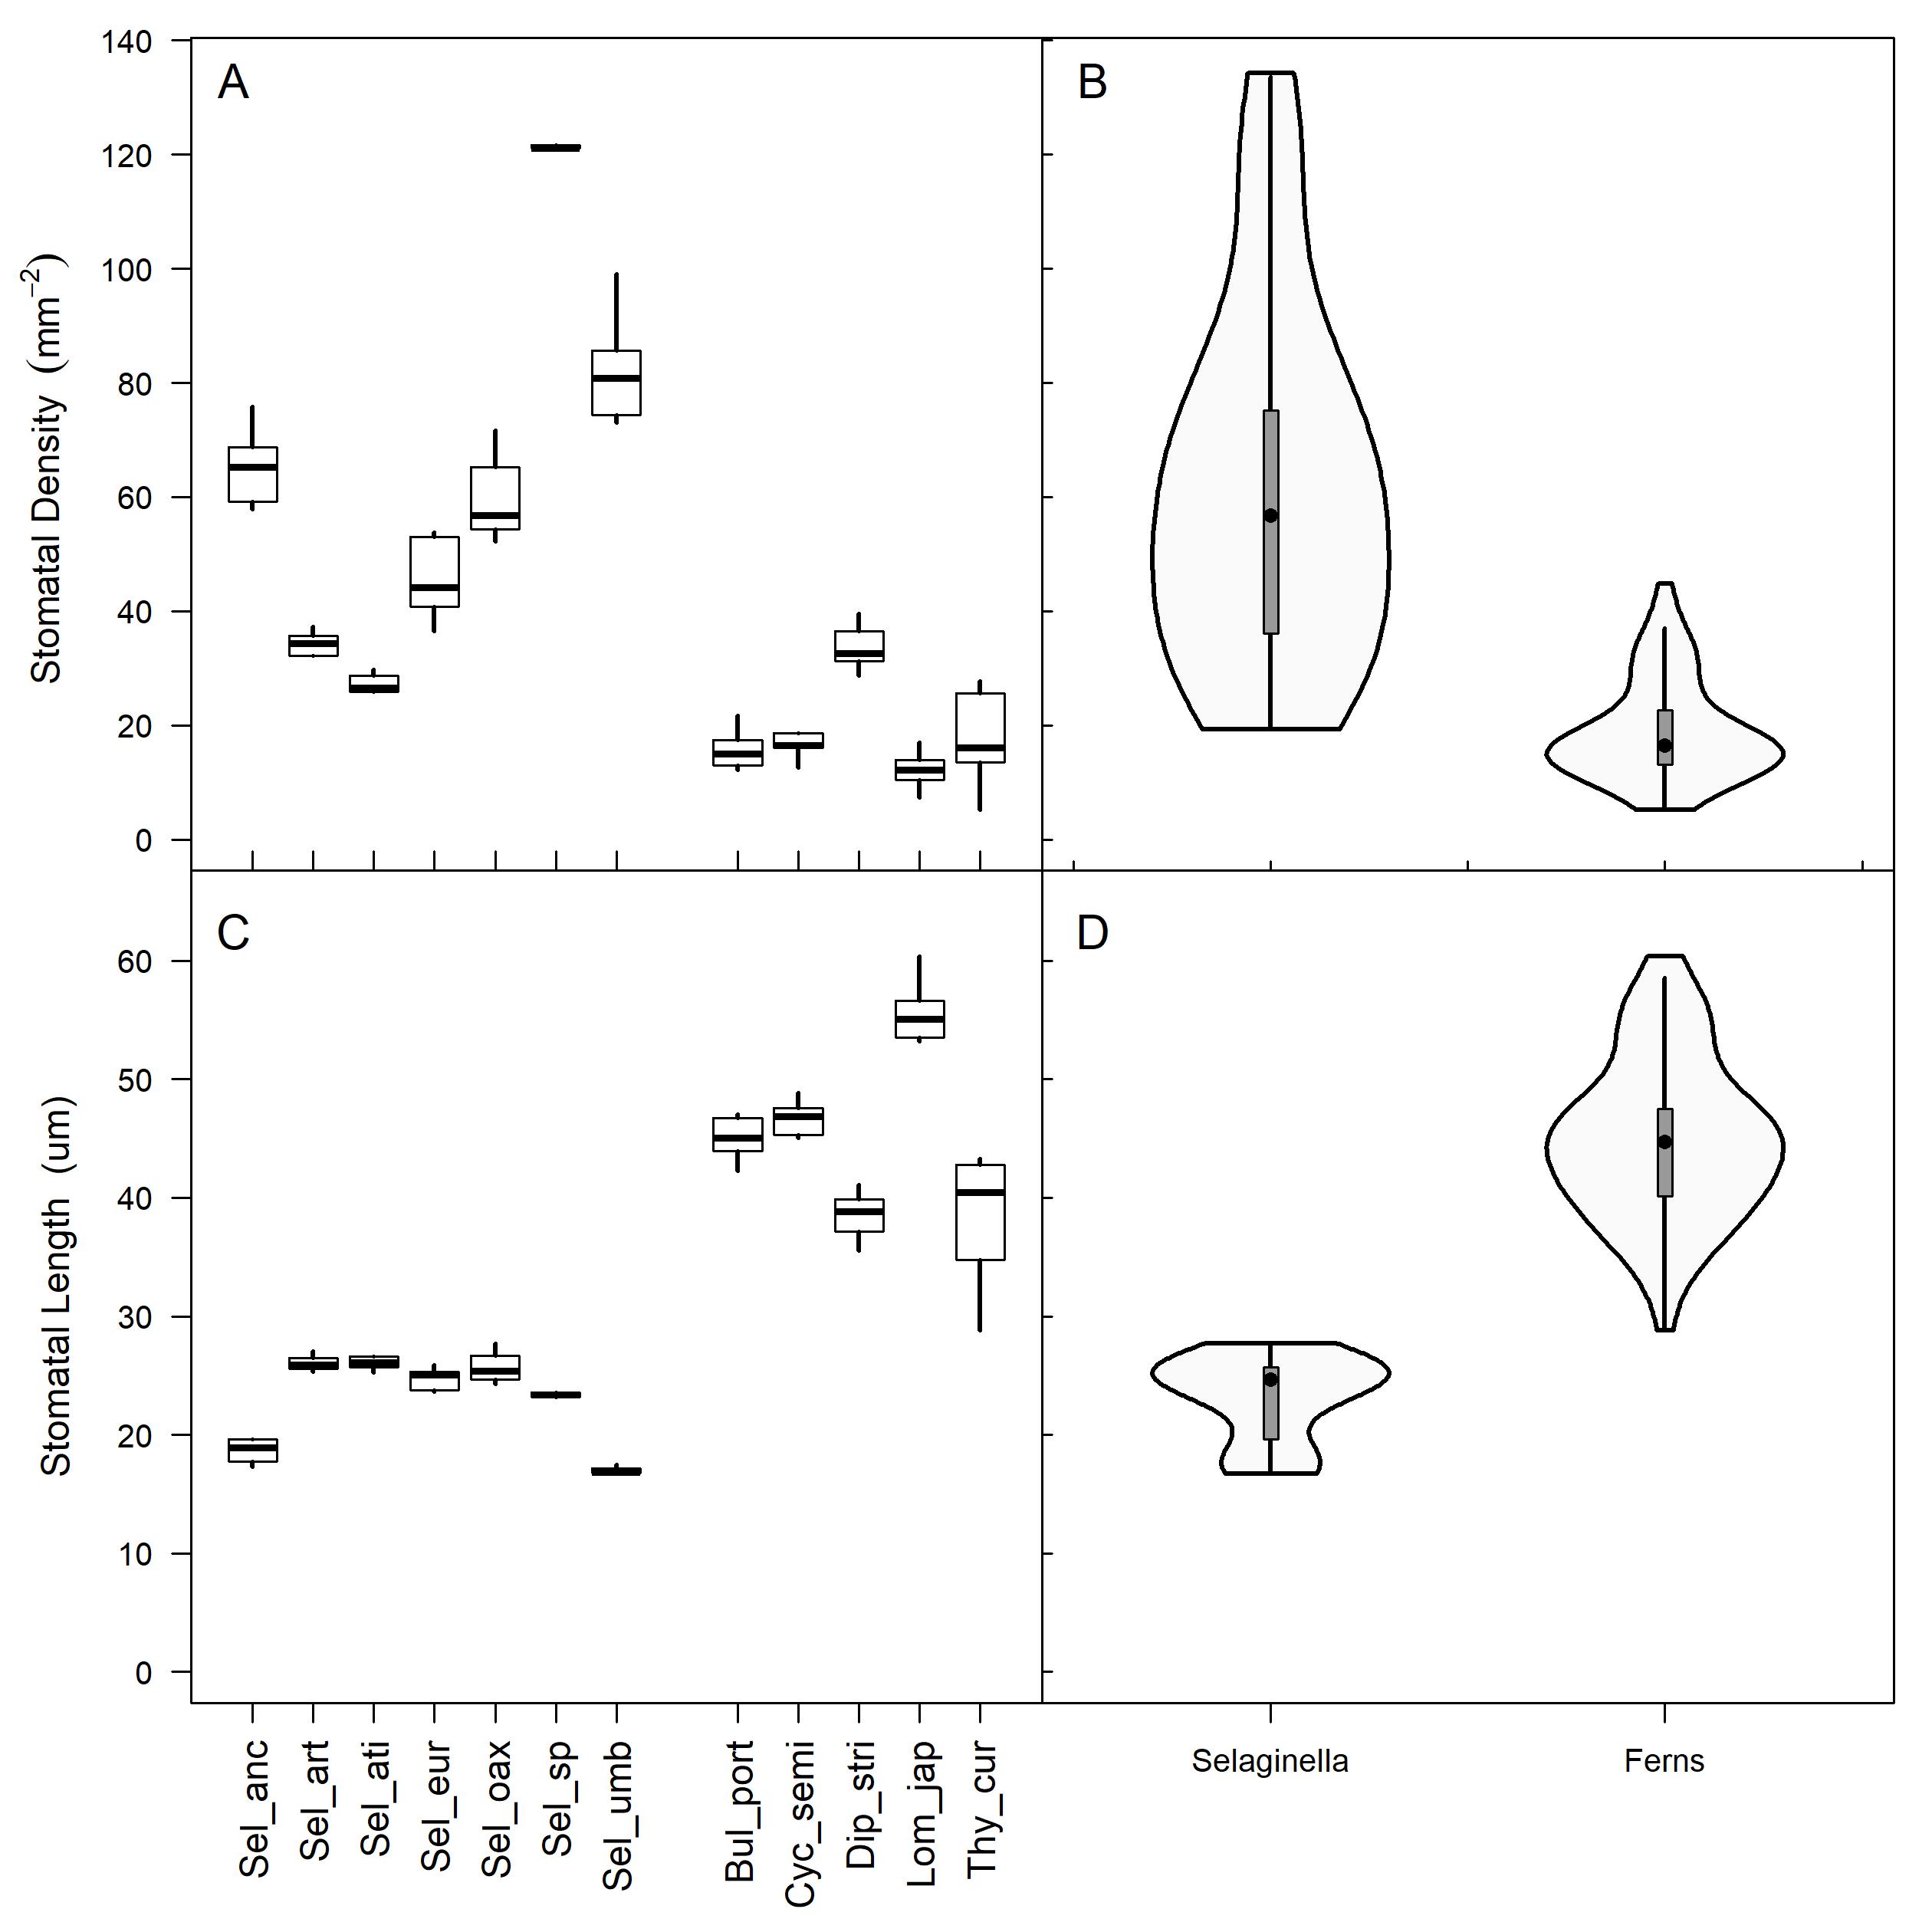 A
B
Stomatal Density (mm−2)
140
120
100
80
60
40
20
0
C
D
Stomatal Length (um)
60
50
40
30
20
10
0
Sel_anc
Sel_art
Sel_ati
Sel_eur
Sel_oax
Sel_sp
Sel_umb
Bul_port
Cyc_semi
Dip_stri
Lom_jap
Thy_cur
Selaginella
Ferns